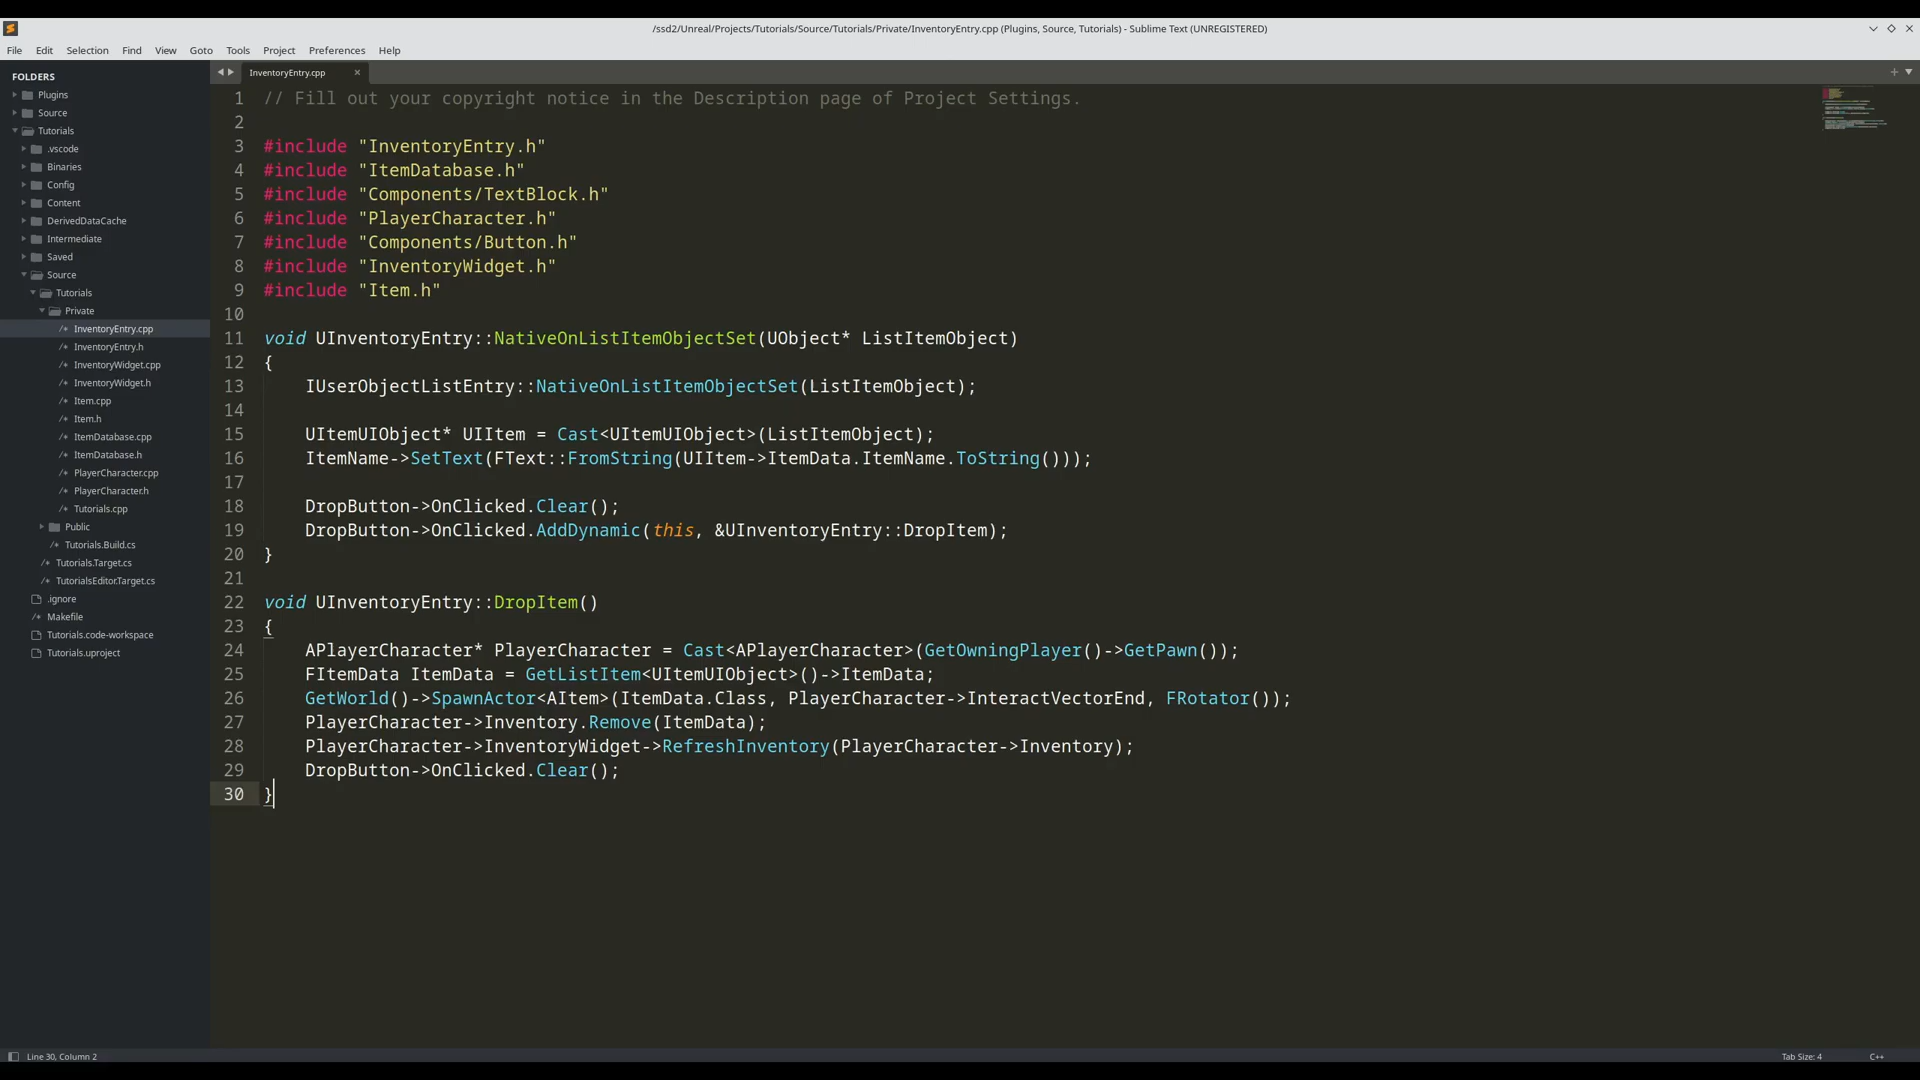 /ssd2/Unreal/Projects/Tutorials/Source/Tutorials/Private/InventoryEntry.cpp (Plugins, Source, Tutorials) - Sublime Text (UNREGISTERED)
File Edit Selection Find View Goto Tools Project Preferences Help
FOLDERS
Plugins
Source
Tutorials
.vscode
Binaries
Config
Content
DerivedDataCache
Intermediate
Saved
Source
Tutorials
Private
/* InventoryEntry.cpp
/* InventoryEntry.h
/* InventoryWidget.cpp
/* InventoryWidget.h
/* Item.cpp
/* Item.h
/* ItemDatabase.cpp
/* ItemDatabase.h
/* PlayerCharacter.cpp
/* PlayerCharacter.h
/* Tutorials.cpp
Public
/* Tutorials.Build.cs
/* Tutorials.Target.cs
/* TutorialsEditor.Target.cs
.ignore
/* Makefile
Tutorials.code-workspace
Tutorials.uproject
InventoryEntry.cpp
1 // Fill out your copyright notice in the Description page of Project Settings.
2
3 #include "InventoryEntry.h"
4 #include "ItemDatabase.h"
5 #include "Components/TextBlock.h"
6 #include "PlayerCharacter.h"
7 #include "Components/Button.h"
8 #include "InventoryWidget.h"
9 #include "Item.h"
10
11 void UInventoryEntry::NativeOnListItemObjectSet(UObject* ListItemObject)
12 {
13 IUserObjectListEntry::NativeOnListItemObjectSet(ListItemObject);
14
15 UItemUIObject* UIItem = Cast<UItemUIObject>(ListItemObject);
16 ItemName->SetText(FText::FromString(UIItem->ItemData.ItemName.ToString()));
17
18 DropButton->OnClicked.Clear();
19 DropButton->OnClicked.AddDynamic(this, &UInventoryEntry::DropItem);
20 }
21
22 void UInventoryEntry::DropItem()
23 {
24 APlayerCharacter* PlayerCharacter = Cast<APlayerCharacter>(GetOwningPlayer()->GetPawn());
25 FItemData ItemData = GetListItem<UItemUIObject>()->ItemData;
26 GetWorld()->SpawnActor<AItem>(ItemData.Class, PlayerCharacter->InteractVectorEnd, FRotator());
27 PlayerCharacter->Inventory.Remove(ItemData);
28 PlayerCharacter->InventoryWidget->RefreshInventory(PlayerCharacter->Inventory);
29 DropButton->OnClicked.Clear();
30 }
Line 30, Column 2
Tab Size: 4
C++